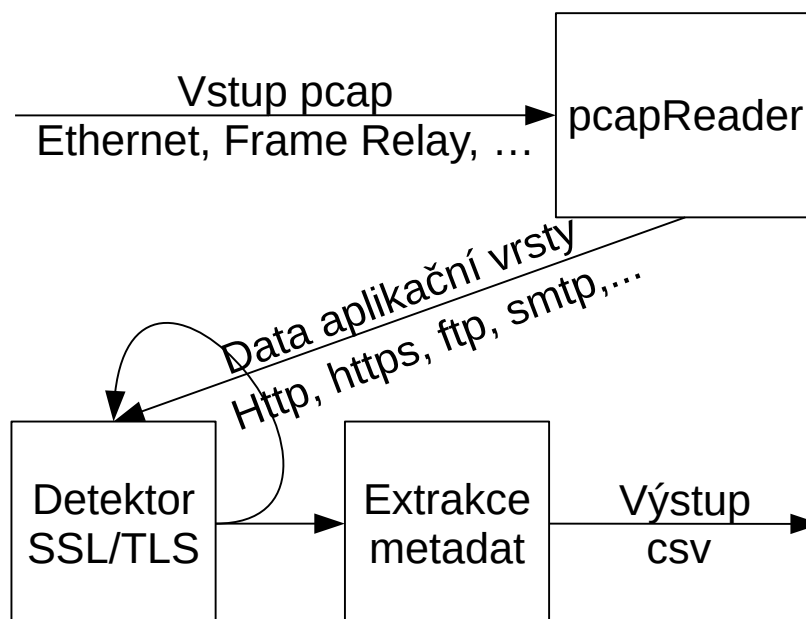 Vstup pcap
Ethernet, Frame Relay, …
pcapReader
Data aplikační vrsty
Http, https, ftp, smtp,...
Detektor
SSL/TLS
Extrakce
metadat
Výstup
csv